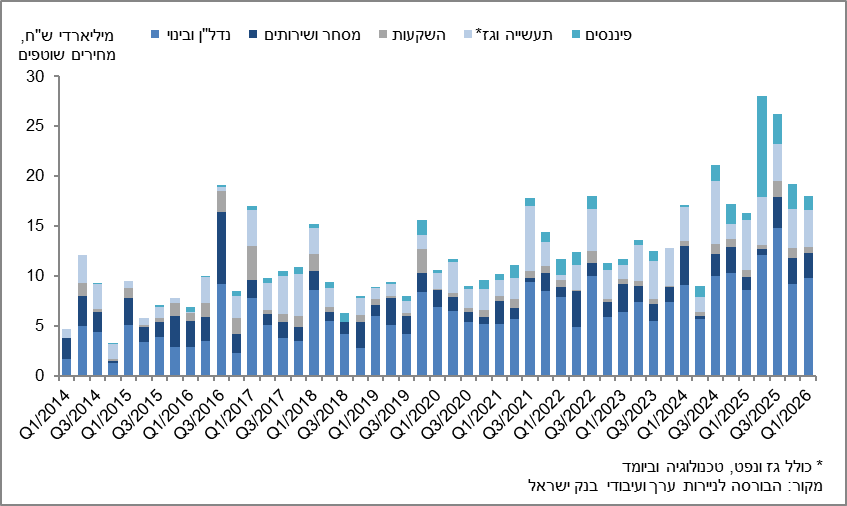 מיליארדי ש"ח,
מחירים שוטפים
נדל"ן ובינוי
מסחר ושירותים
השקעות
תעשייה וגז*
פיננסים
30
25
20
15
10
5
0
Q1/2014
Q3/2014
Q1/2015
Q3/2015
Q1/2016
Q3/2016
Q1/2017
Q3/2017
Q1/2018
Q3/2018
Q1/2019
Q3/2019
Q1/2020
Q3/2020
Q1/2021
Q3/2021
Q1/2022
Q3/2022
Q1/2023
Q3/2023
Q1/2024
Q3/2024
Q1/2025
Q3/2025
Q1/2026
* כולל גז ונפט, טכנולוגיה וביומד
מקור: הבורסה לניירות ערך ועיבודי בנק ישראל